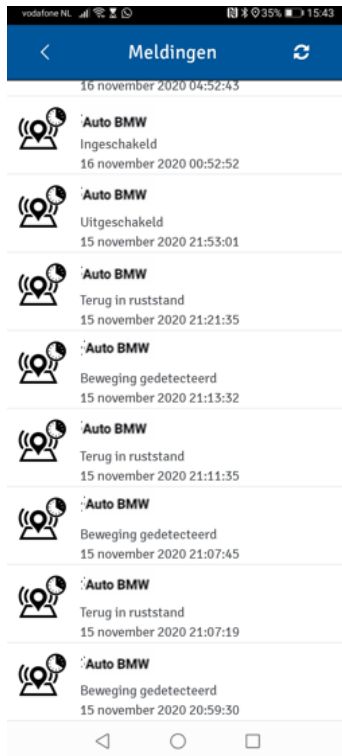 vodafone NL 35% 15:43
Meldingen
16 november 2020 04:52:43
Auto BMW
Ingeschakeld
16 november 2020 00:52:52
Auto BMW
Uitgeschakeld
15 november 2020 21:53:01
Auto BMW
Terug in ruststand
15 november 2020 21:21:35
Auto BMW
Beweging gedetecteerd
15 november 2020 21:13:32
Auto BMW
Terug in ruststand
15 november 2020 21:11:35
Auto BMW
Beweging gedetecteerd
15 november 2020 21:07:45
Auto BMW
Terug in ruststand
15 november 2020 21:07:19
Auto BMW
Beweging gedetecteerd
15 november 2020 20:59:30